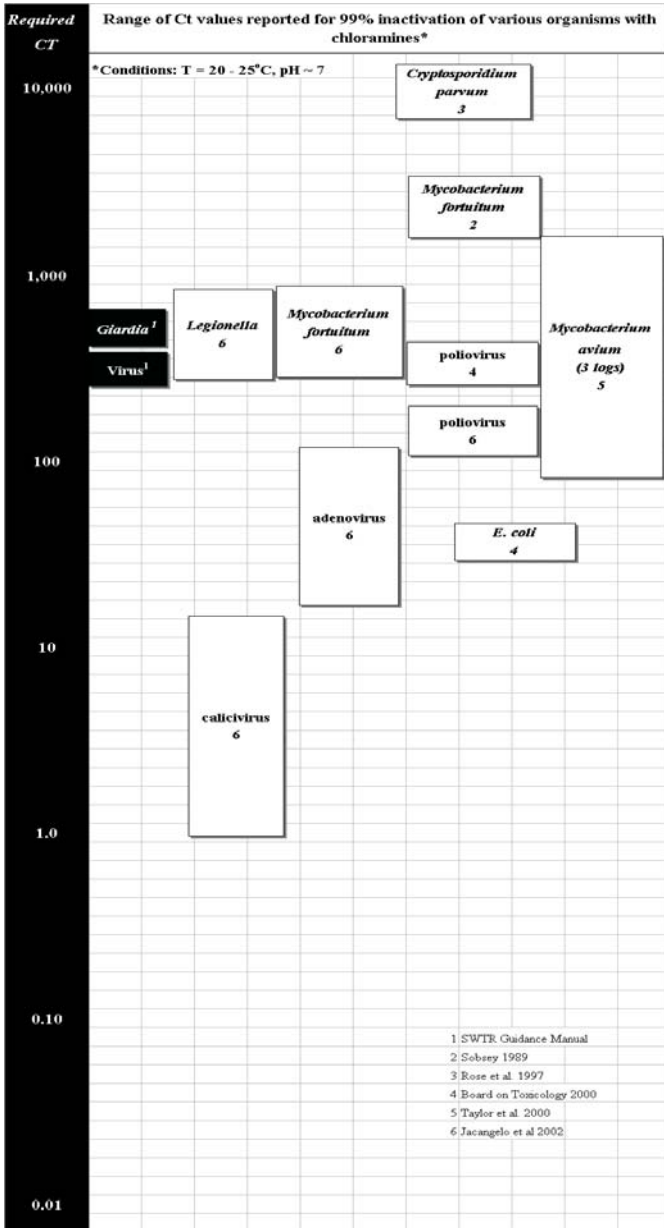 Required
CT
Range of Ct values reported for 99% inactivation of various organisms with
chloramines*
*Conditions: T = 20 - 25°C, pH ~ 7
10,000
Cryptosporidium
parvum
3
Mycobacterium
fortuitum
2
1,000
Giardia ¹
Virus¹
Legionella
6
Mycobacterium
fortuitum
6
poliovirus
4
Mycobacterium
avium
(3 logs)
5
poliovirus
6
100
adenovirus
6
E. coli
4
10
calicivirus
6
1.0
0.10
1 SWTR Guidance Manual
2 Sobsey 1989
3 Rose et al. 1997
4 Board on Toxicology 2000
5 Taylor et al. 2000
6 Jacangelo et al 2002
0.01